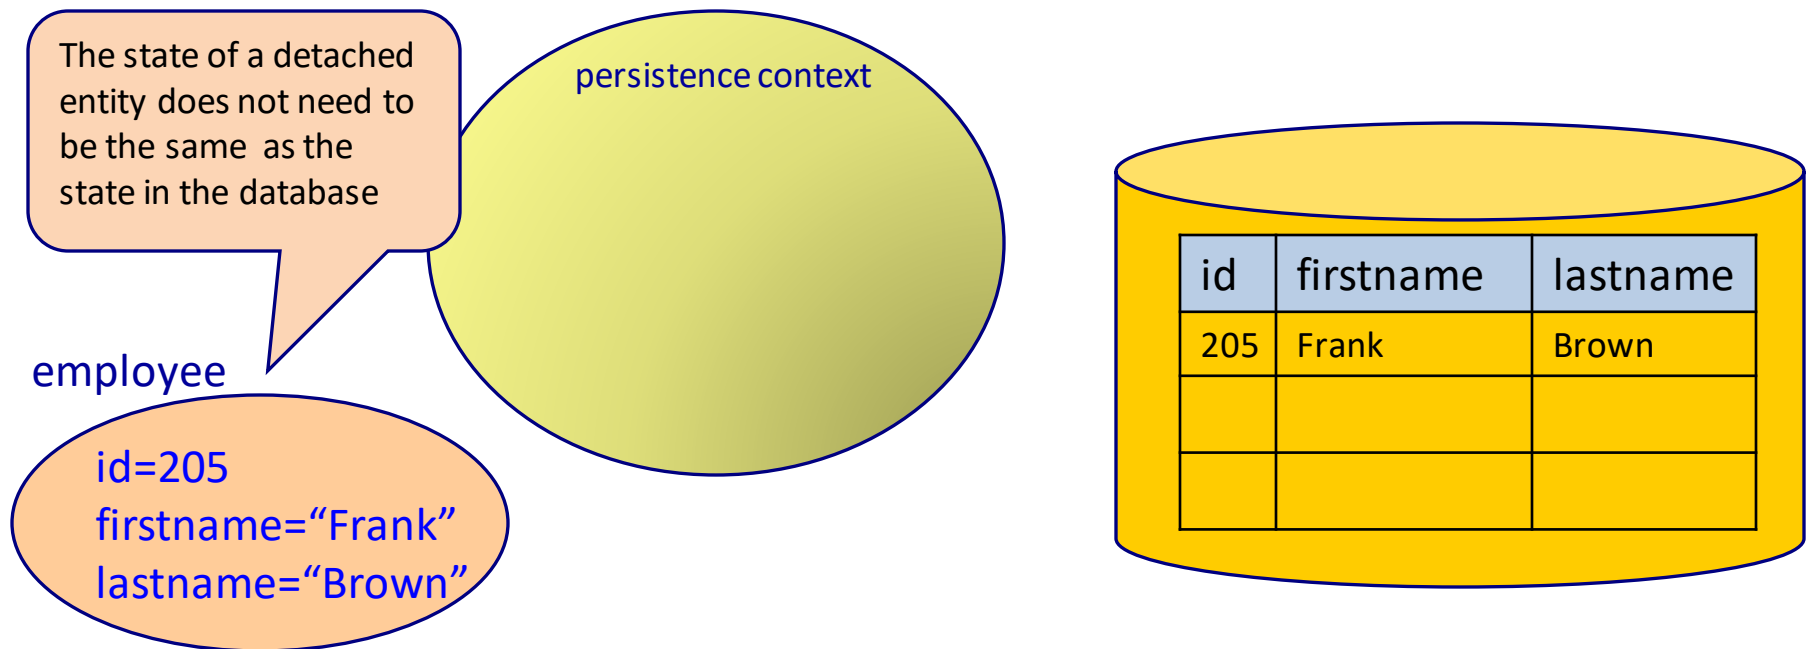 The state of a detached
entity does not need to
be the same as the
state in the database
persistence context
employee
id=205
firstname=“Frank”
lastname=“Brown”
id firstname lastname
205 Frank Brown